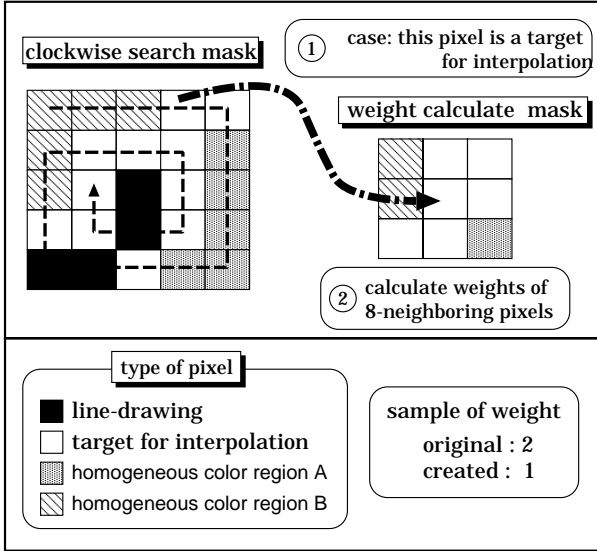 clockwise search mask
1 case: this pixel is a target
for interpolation
weight calculate mask
2 calculate weights of
8-neighboring pixels
type of pixel
line-drawing
target for interpolation
homogeneous color region A
homogeneous color region B
sample of weight
original : 2
created : 1